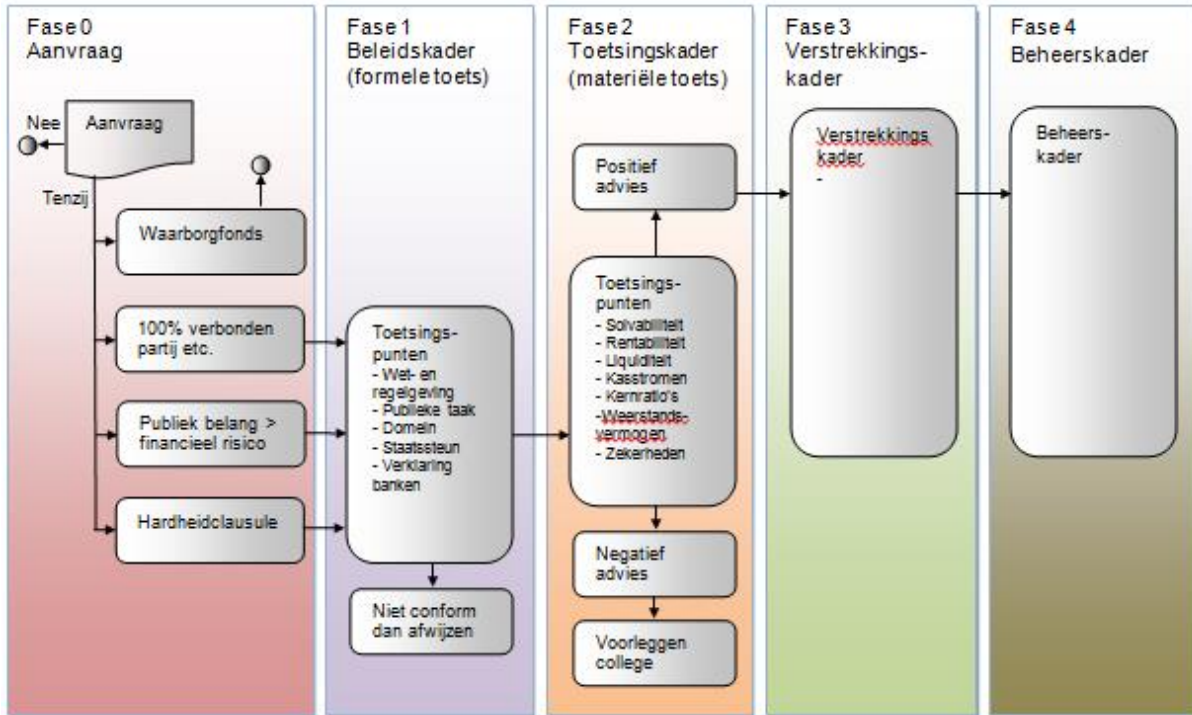 Fase 0
Aanvraag
Nee
Aanvraag
Tenzij
Waarborgfonds
100% verbonden
partij etc.
Publiek belang >
financieel risico
Hardheidclausule
Fase 1
Beleidskader
(formele toets)
Toetsings-
punten
- Wet- en
regelgeving
- Publieke taak
- Domein
- Staatssteun
- Verklaring
banken
Niet conform
dan afwijzen
Fase 2
Toetsingskader
(materiële toets)
Positief
advies
Toetsings-
punten
- Solvabiliteit
- Rentabiliteit
- Liquiditeit
- Kasstromen
- Kernratio's
-Weerstands-
vermogen
- Zekerheden
Negatief
advies
Voorleggen
college
Fase 3
Verstrekkings-
kader
Verstrekkings
kader
-
Fase 4
Beheerskader
Beheers-
kader